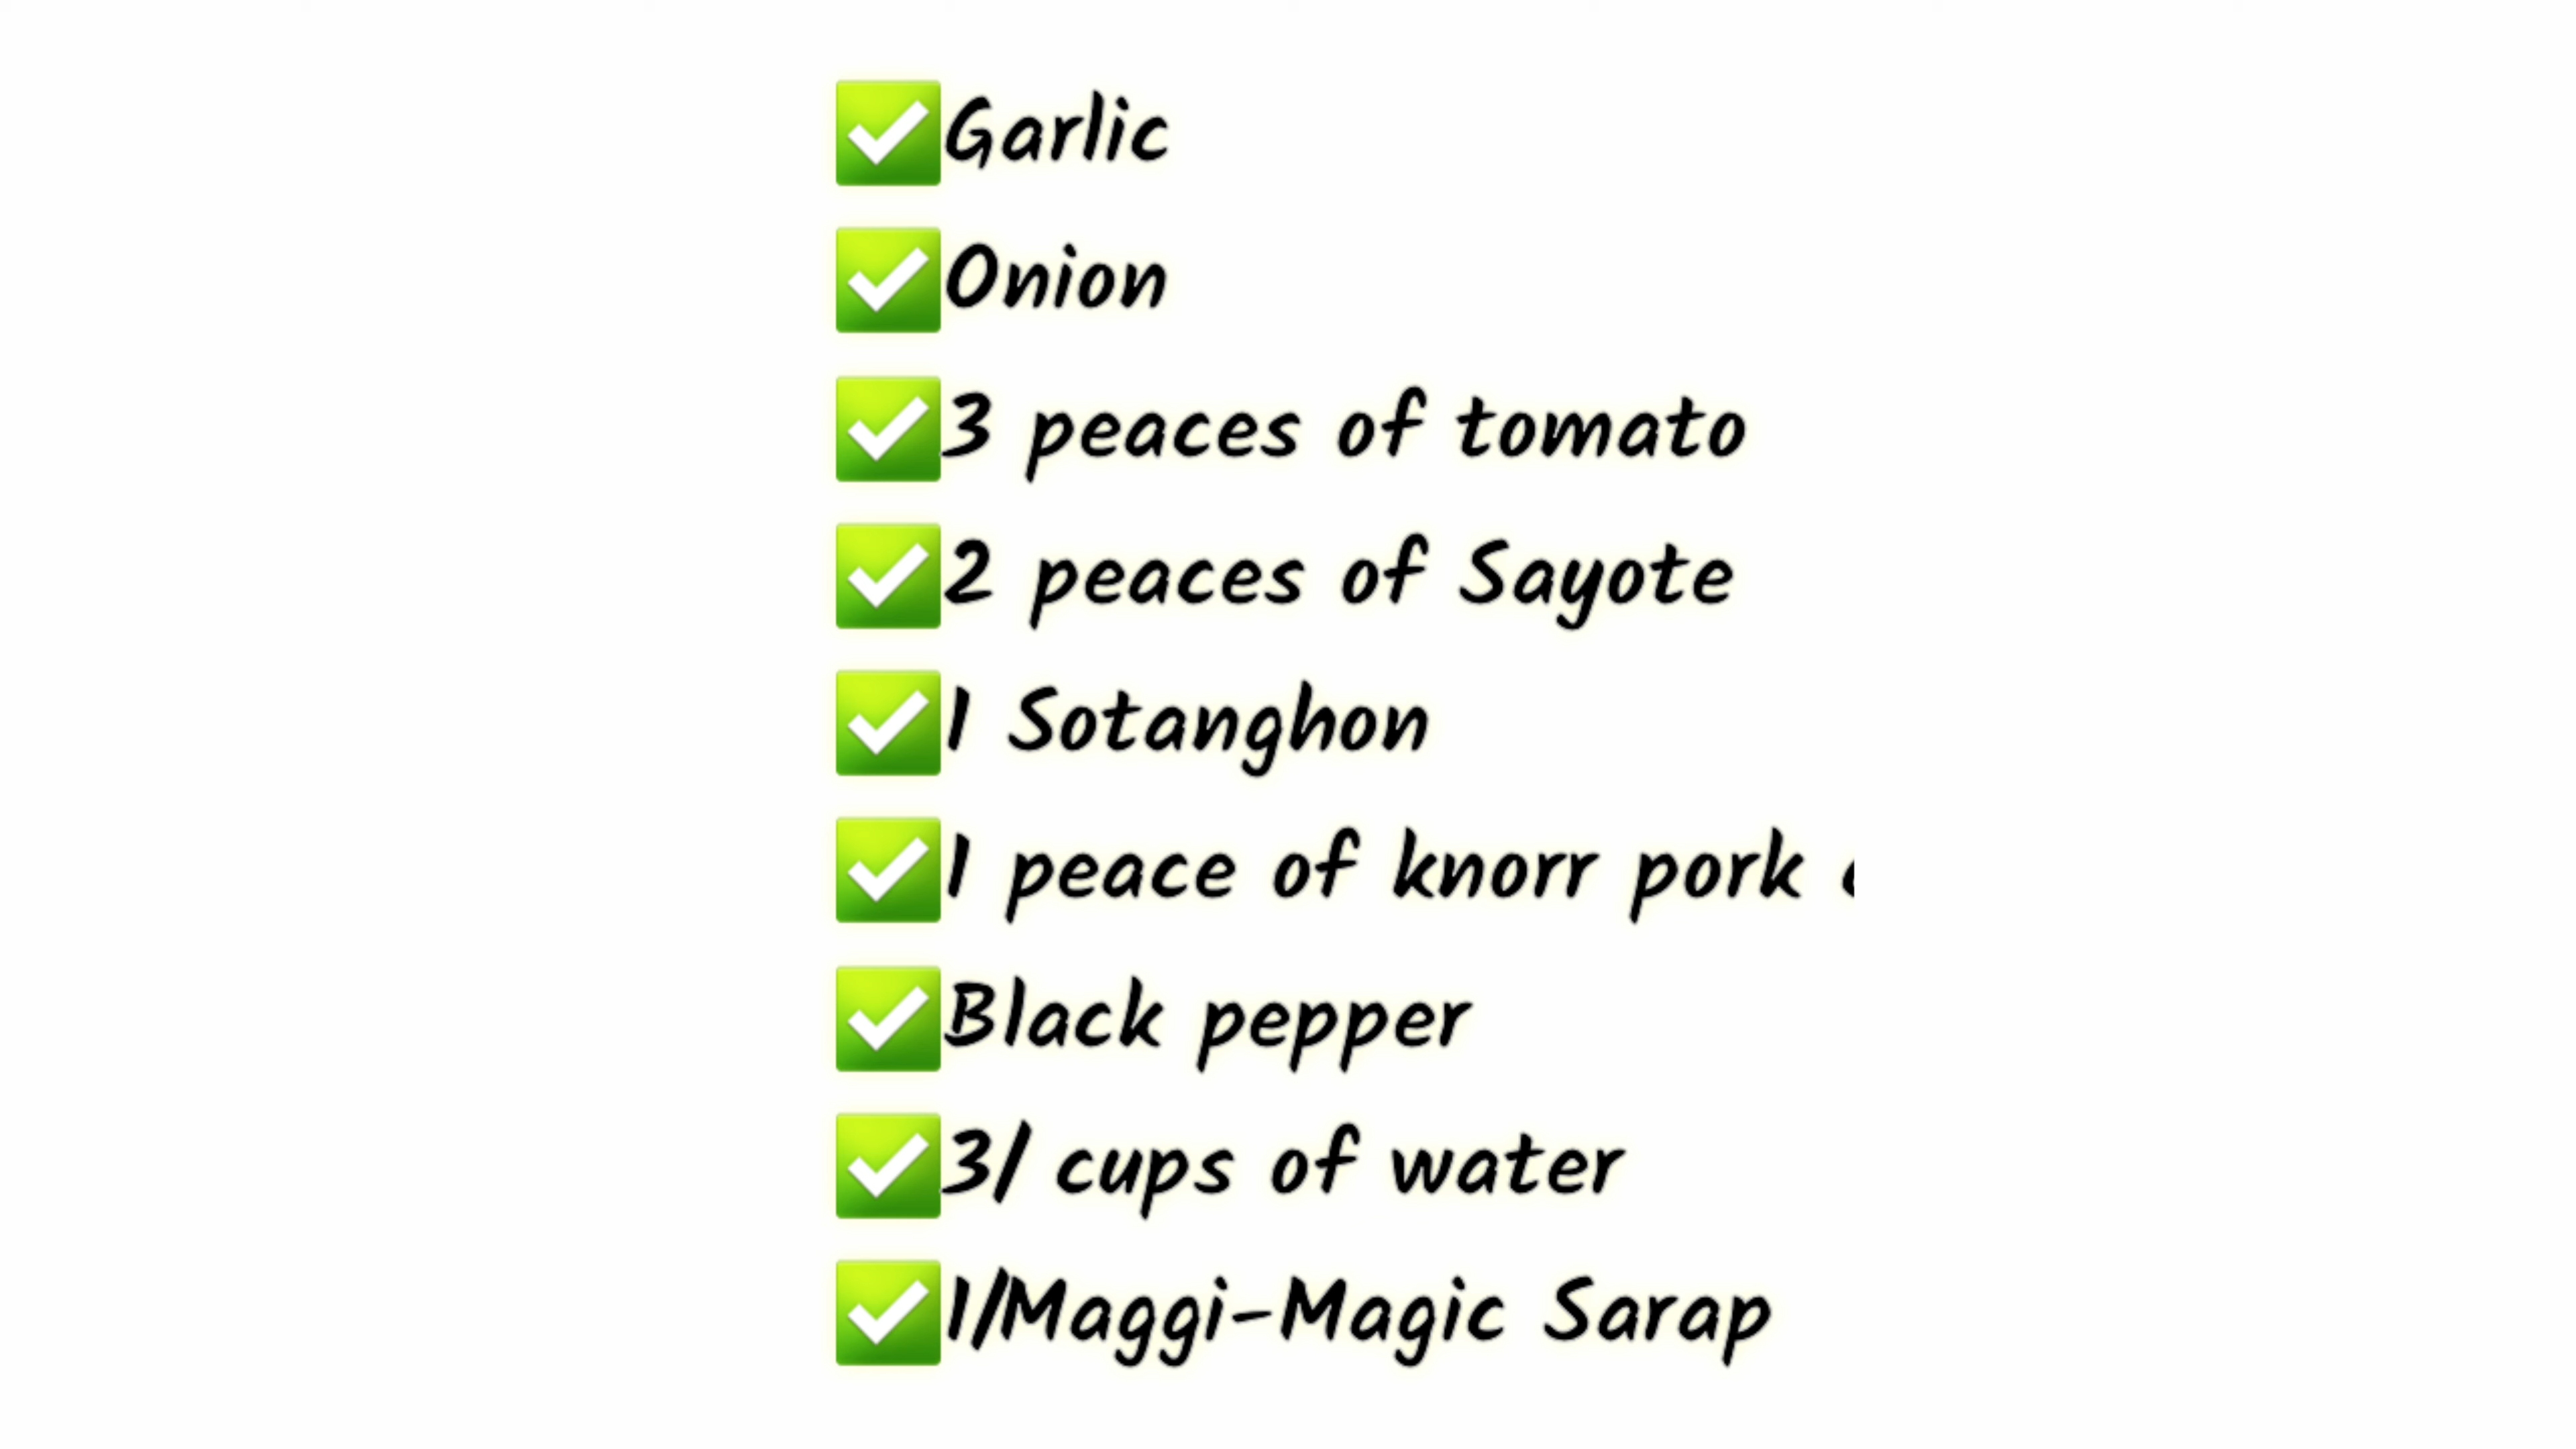 ✅Garlic
✅Onion
✅3 peaces of tomato
✅2 peaces of Sayote
✅1 Sotanghon
✅1 peace of knorr pork
✅Black pepper
✅3/ cups of water
✅1/Maggi-Magic Sarap